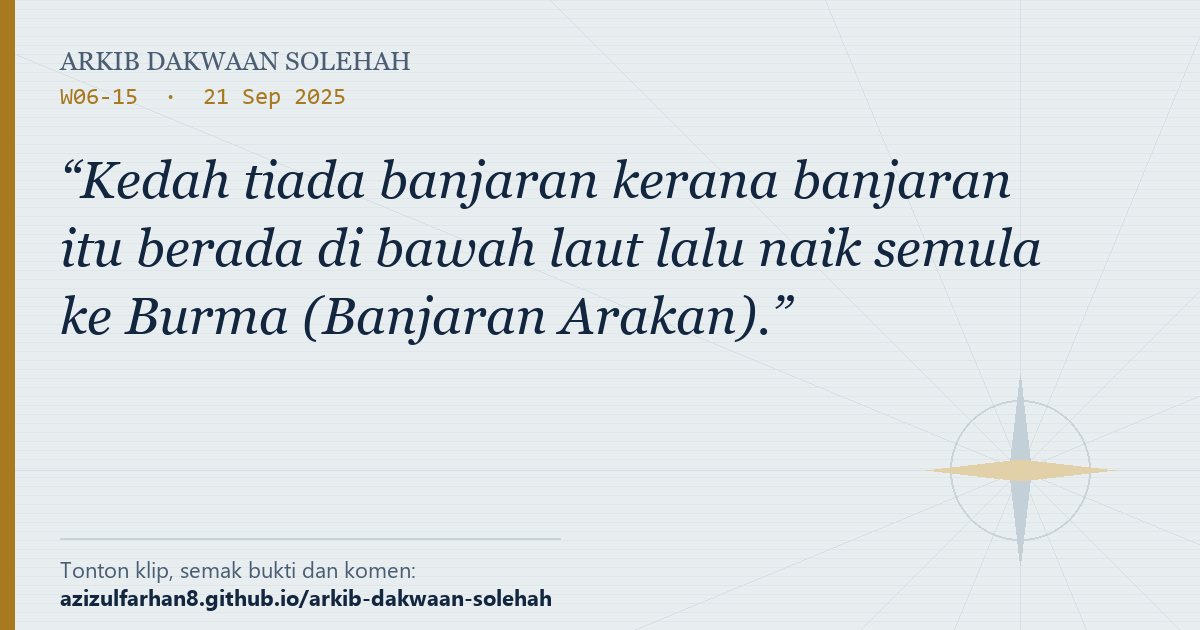 ARKIB DAKWAAN SOLEHAH
W06-15 · 21 Sep 2025
“Kedah tiada banjaran kerana banjaran
itu berada di bawah laut lalu naik semula
ke Burma (Banjaran Arakan).”
Tonton klip, semak bukti dan komen:
azizulfarhan8.github.io/arkib-dakwaan-solehah